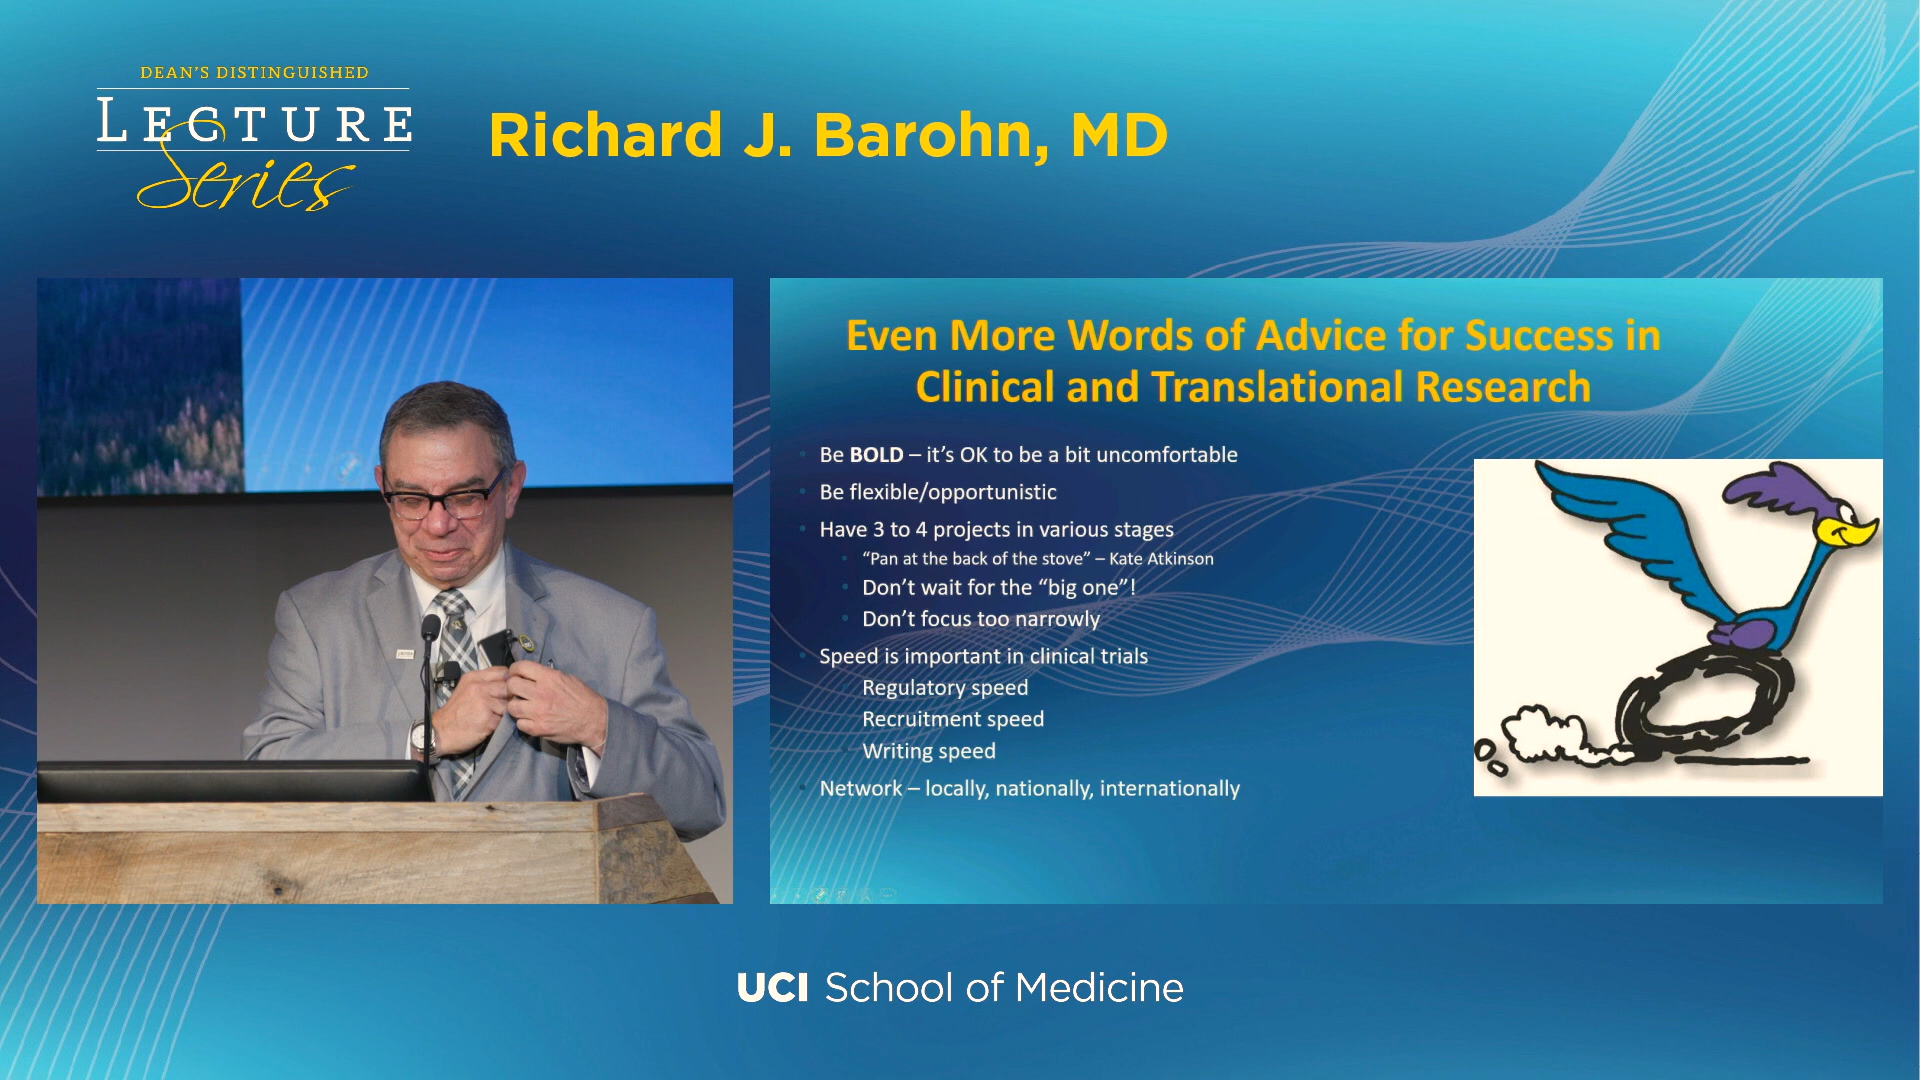 DEAN'S DISTINGUISHED
LECTURE
Series
Richard J. Barohn, MD
Even More Words of Advice for Success in
Clinical and Translational Research
Be BOLD – it's OK to be a bit uncomfortable
Be flexible/opportunistic
Have 3 to 4 projects in various stages
"Pan at the back of the stove" – Kate Atkinson
Don't wait for the "big one"!
Don't focus too narrowly
Speed is important in clinical trials
Regulatory speed
Recruitment speed
Writing speed
Network – locally, nationally, internationally
UCI School of Medicine